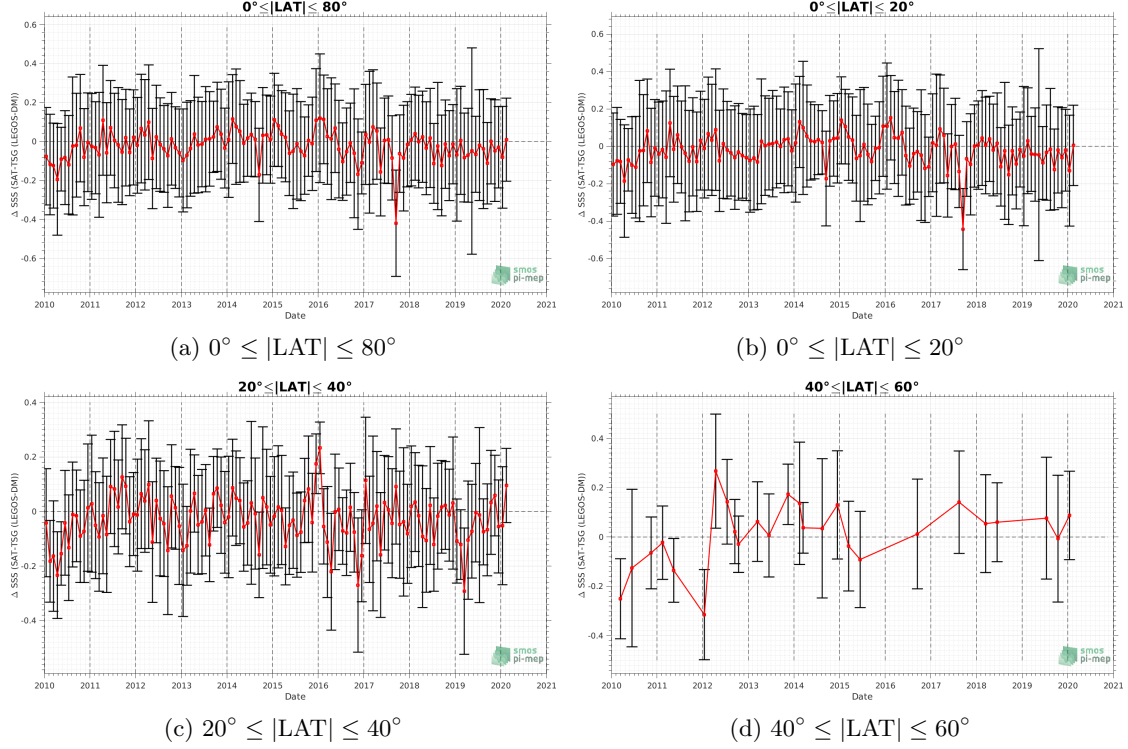 0°≤|LAT|≤ 80°
Δ SSS (SAT-TSG (LEGOS-DMI))
0.6
0.4
0.2
0
-0.2
-0.4
-0.6
2010 2011 2012 2013 2014 2015 2016 2017 2018 2019 2020 2021
Date
smos
pi-mep
(a) 0° ≤ |LAT| ≤ 80°
0°≤|LAT|≤ 20°
Δ SSS (SAT-TSG (LEGOS-DMI))
0.6
0.4
0.2
0
-0.2
-0.4
-0.6
2010 2011 2012 2013 2014 2015 2016 2017 2018 2019 2020 2021
Date
smos
pi-mep
(b) 0° ≤ |LAT| ≤ 20°
20°≤|LAT|≤ 40°
Δ SSS (SAT-TSG (LEGOS-DMI))
0.4
0.2
0
-0.2
-0.4
2010 2011 2012 2013 2014 2015 2016 2017 2018 2019 2020 2021
Date
smos
pi-mep
(c) 20° ≤ |LAT| ≤ 40°
40°≤|LAT|≤ 60°
Δ SSS (SAT-TSG (LEGOS-DMI))
0.4
0.2
0
-0.2
-0.4
2010 2011 2012 2013 2014 2015 2016 2017 2018 2019 2020 2021
Date
smos
pi-mep
(d) 40° ≤ |LAT| ≤ 60°